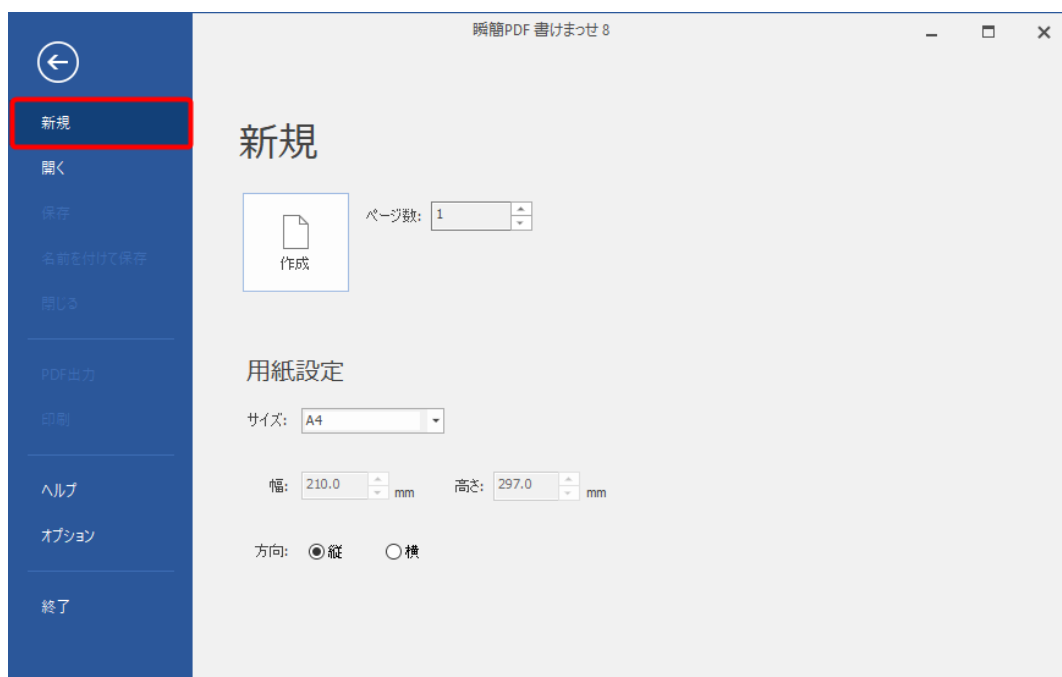 瞬簡PDF 書けまっせ 8
新規
開く
保存
名前を付けて保存
閉じる
PDF出力
印刷
ヘルプ
オプション
終了
新規
作成
ページ数: 1
用紙設定
サイズ: A4
幅: 210.0 mm 高さ: 297.0 mm
方向: 縦 横